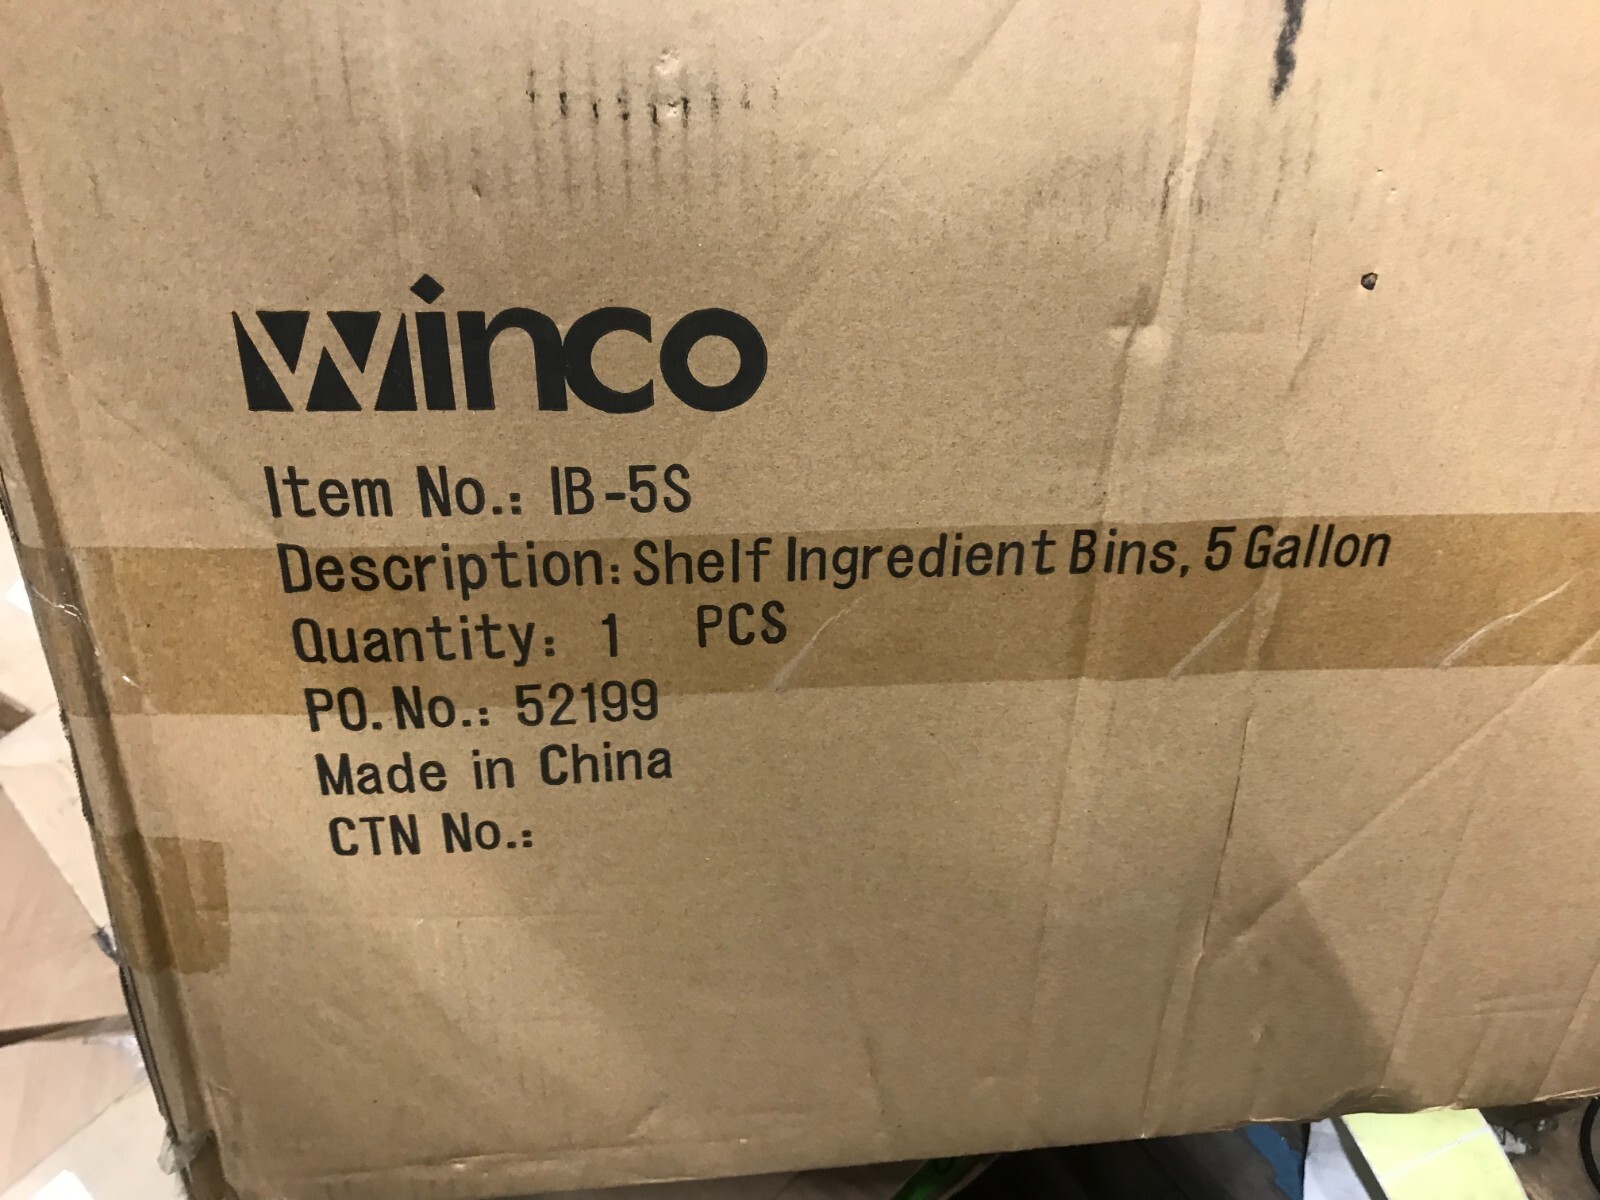 winco
Item No.: IB-5S
Description: Shelf Ingredient Bins, 5 Gallon
Quantity: 1 PCS
PO. No.: 52199
Made in China
CTN No.: